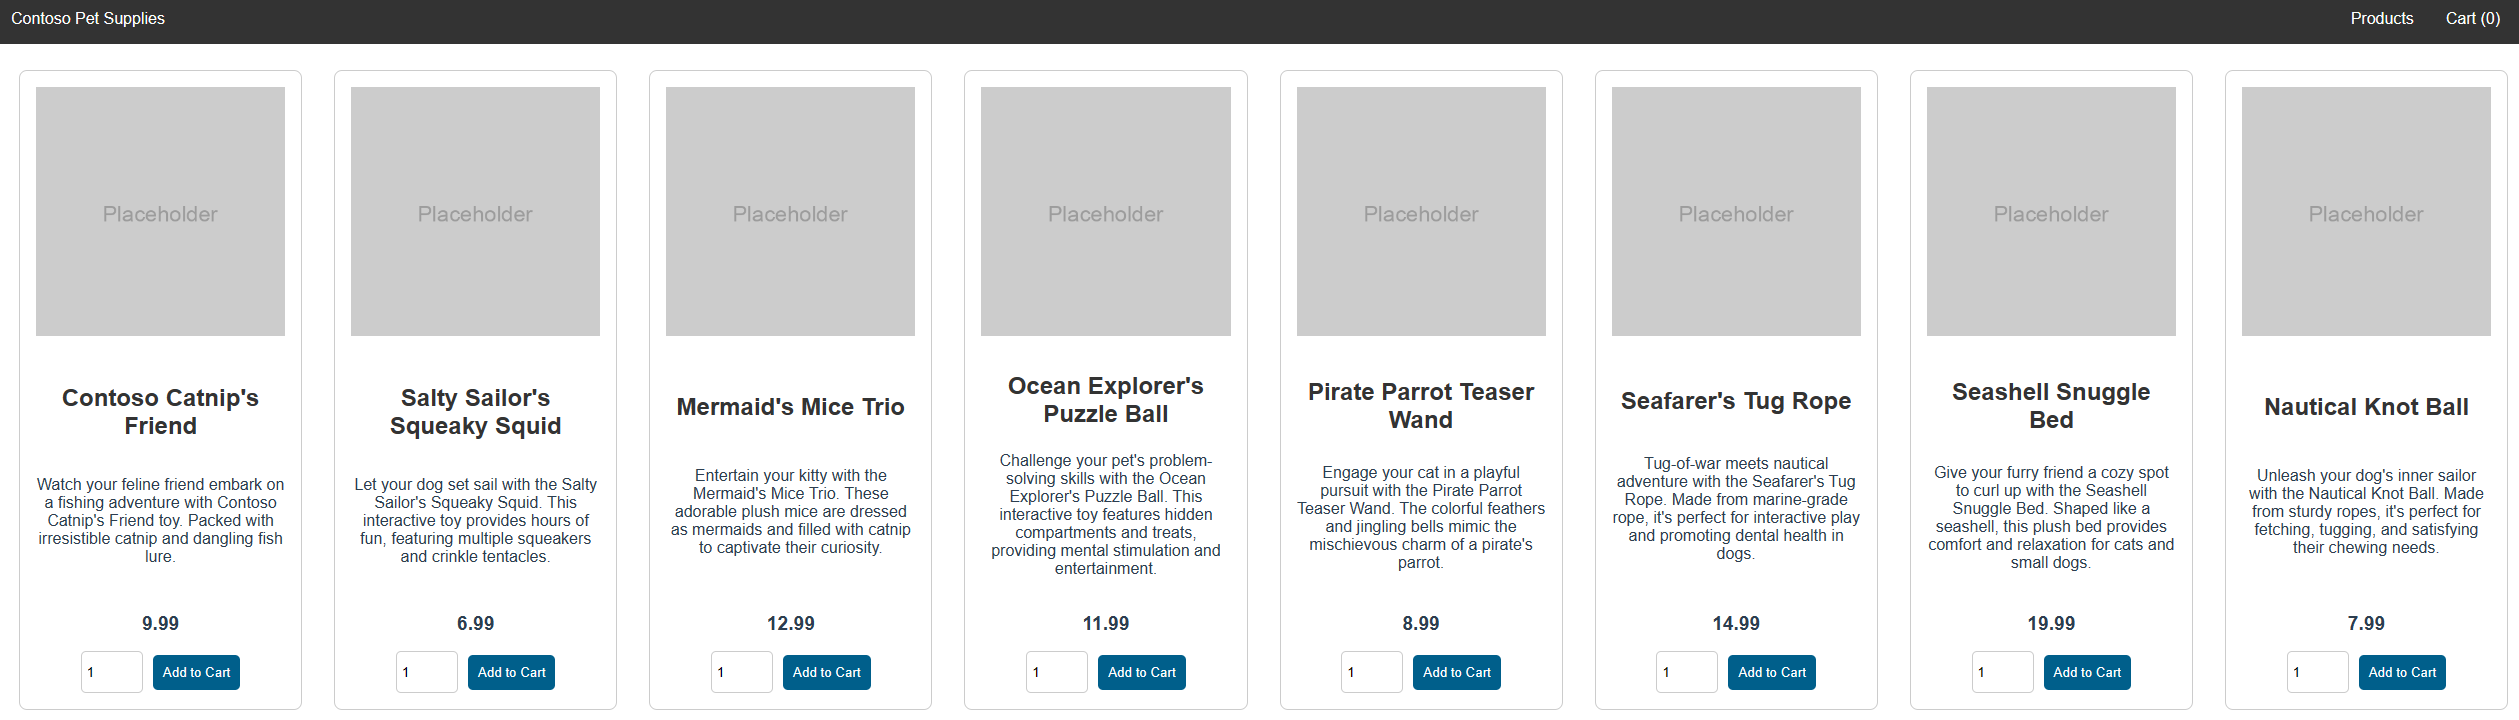 Contoso Pet Supplies
Products
Cart (0)
Placeholder
Contoso Catnip's
Friend
Watch your feline friend embark on
a fishing adventure with Contoso
Catnip's Friend toy. Packed with
irresistible catnip and dangling fish
lure.
9.99
1
Add to Cart
Placeholder
Salty Sailor's
Squeaky Squid
Let your dog set sail with the Salty
Sailor's Squeaky Squid. This
interactive toy provides hours of
fun, featuring multiple squeakers
and crinkle tentacles.
6.99
1
Add to Cart
Placeholder
Mermaid's Mice Trio
Entertain your kitty with the
Mermaid's Mice Trio. These
adorable plush mice are dressed
as mermaids and filled with catnip
to captivate their curiosity.
12.99
1
Add to Cart
Placeholder
Ocean Explorer's
Puzzle Ball
Challenge your pet's problem-
solving skills with the Ocean
Explorer's Puzzle Ball. This
interactive toy features hidden
compartments and treats,
providing mental stimulation and
entertainment.
11.99
1
Add to Cart
Placeholder
Pirate Parrot Teaser
Wand
Engage your cat in a playful
pursuit with the Pirate Parrot
Teaser Wand. The colorful feathers
and jingling bells mimic the
mischievous charm of a pirate's
parrot.
8.99
1
Add to Cart
Placeholder
Seafarer's Tug Rope
Tug-of-war meets nautical
adventure with the Seafarer's Tug
Rope. Made from marine-grade
rope, it's perfect for interactive play
and promoting dental health in
dogs.
14.99
1
Add to Cart
Placeholder
Seashell Snuggle
Bed
Give your furry friend a cozy spot
to curl up with the Seashell
Snuggle Bed. Shaped like a
seashell, this plush bed provides
comfort and relaxation for cats and
small dogs.
19.99
1
Add to Cart
Placeholder
Nautical Knot Ball
Unleash your dog's inner sailor
with the Nautical Knot Ball. Made
from sturdy ropes, it's perfect for
fetching, tugging, and satisfying
their chewing needs.
7.99
1
Add to Cart